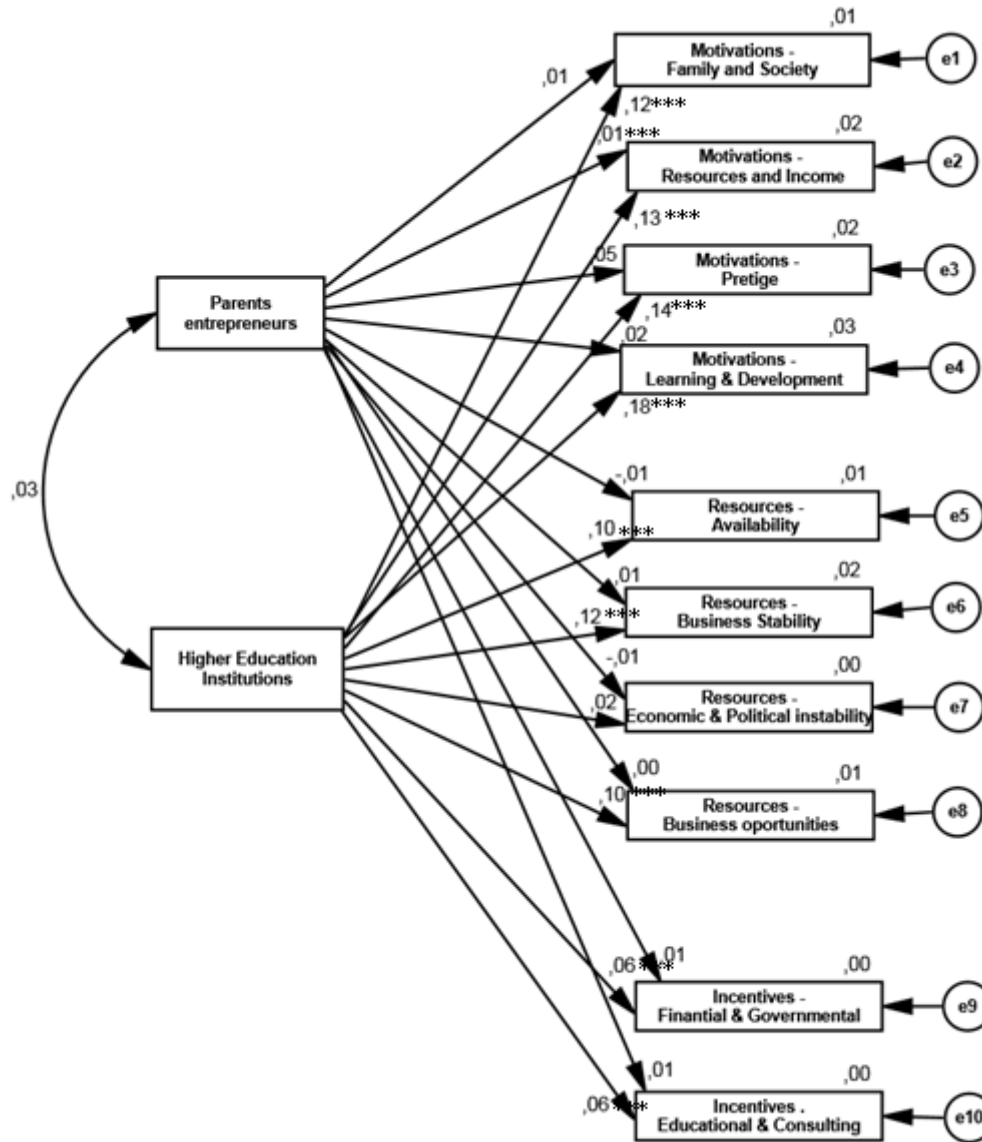 ,01
Motivations -
Family and Society
e1
,01
,12***
,01***
,02
Motivations -
Resources and Income
e2
,13 ***
,02
,05
Motivations -
Pretige
e3
Parents
entrepreneurs
,14***
,03
,02
Motivations -
Learning & Development
e4
,18***
,03
-,01
,01
Resources -
Availability
e5
,10 ***
,01
,02
Resources -
Business Stability
e6
,12 ***
Higher Education
Institutions
-,01
,00
Resources -
Economic & Political instability
e7
,02
,00
,01
,10***
Resources -
Business oportunities
e8
,06 ***
,01
,00
Incentives -
Finantial & Governmental
e9
,01
,00
,06 ***
Incentives .
Educational & Consulting
e10